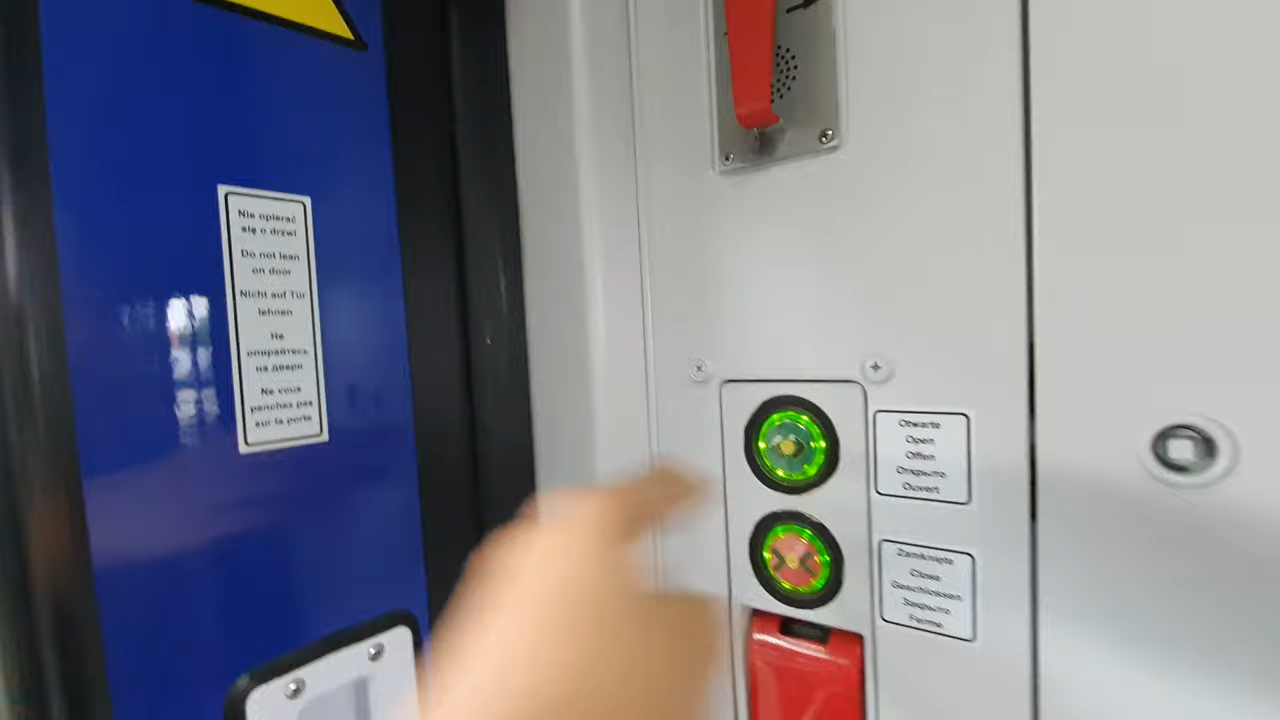 Nie opierać
się o drzwi
Do not lean
on door
Nicht auf Tür
lehnen
Не
опирайтесь
на двери
Ne vous
penchez pas
sur la porte
Otwarte
Open
Offen
Открыто
Ouvert
Zamknięte
Close
Geschlossen
Закрыто
Ferme